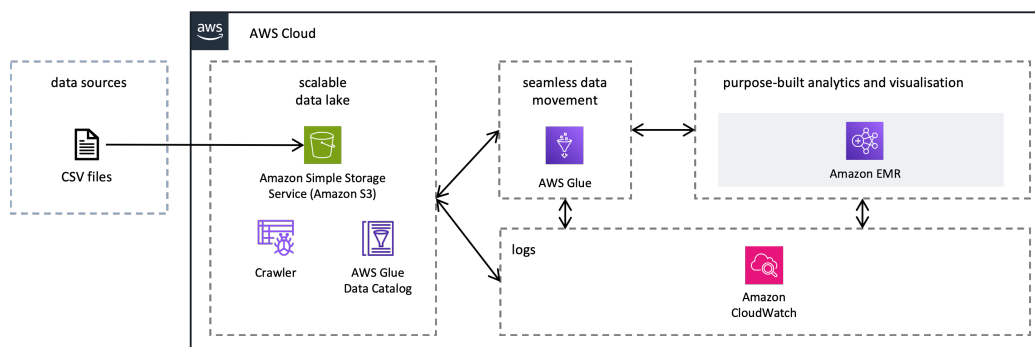 aws
AWS Cloud
data sources
CSV files
scalable
data lake
Amazon Simple Storage
Service (Amazon S3)
Crawler
AWS Glue
Data Catalog
seamless data
movement
AWS Glue
purpose-built analytics and visualisation
Amazon EMR
logs
Amazon
CloudWatch